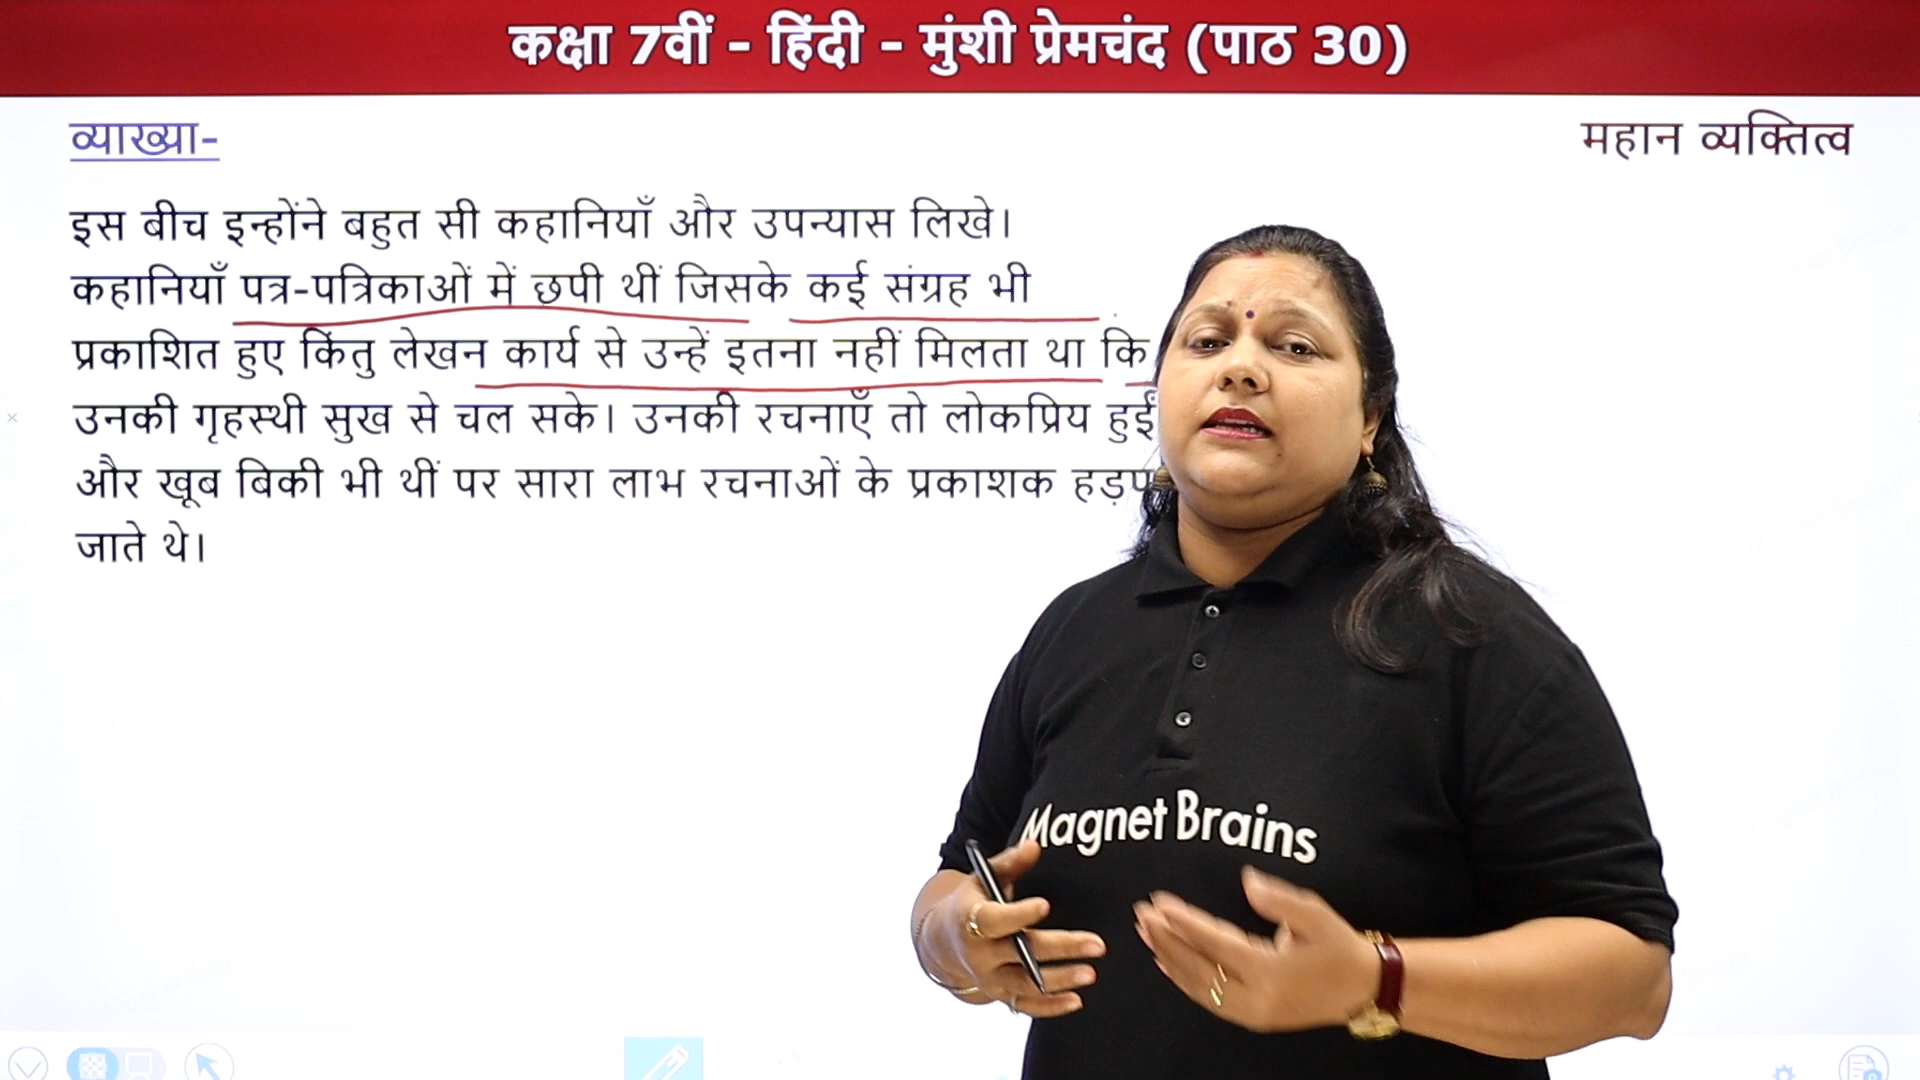 कक्षा 7वीं - हिंदी - मुंशी प्रेमचंद (पाठ 30)
व्याख्या-
महान व्यक्तित्व
इस बीच इन्होंने बहुत सी कहानियाँ और उपन्यास लिखे।
कहानियाँ पत्र-पत्रिकाओं में छपी थीं जिसके कई संग्रह भी
प्रकाशित हुए किंतु लेखन कार्य से उन्हें इतना नहीं मिलता था कि
उनकी गृहस्थी सुख से चल सके। उनकी रचनाएँ तो लोकप्रिय हुईं
और खूब बिकी भी थीं पर सारा लाभ रचनाओं के प्रकाशक हड़प
जाते थे।
Magnet Brains